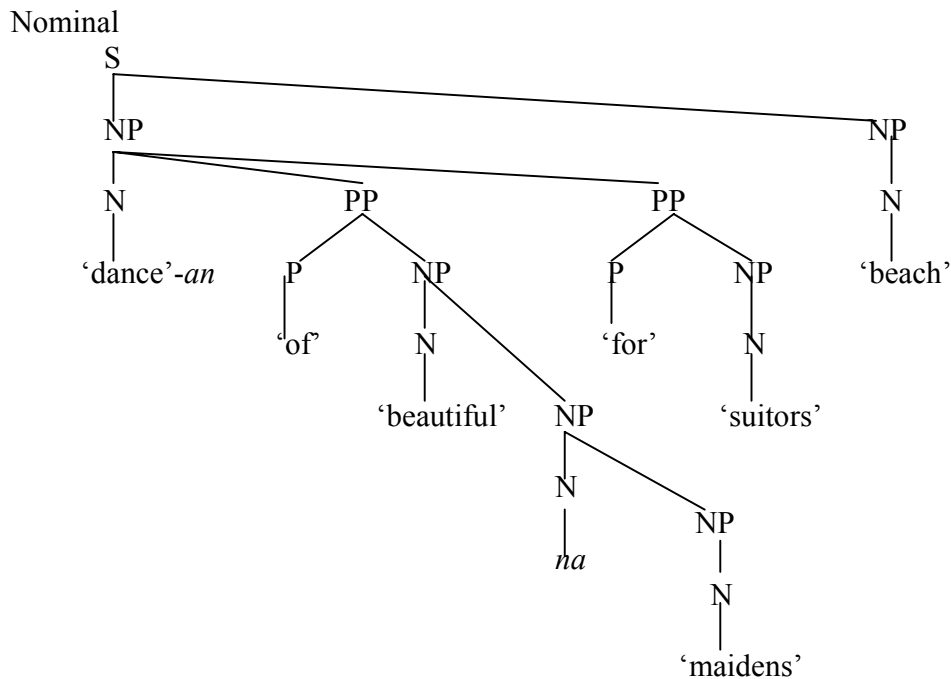 Nominal
S
NP NP
N PP PP N
‘dance’-an P NP P NP ‘beach’
‘of’ N ‘for’ N
‘beautiful’ NP ‘suitors’
N NP
na
N
‘maidens’